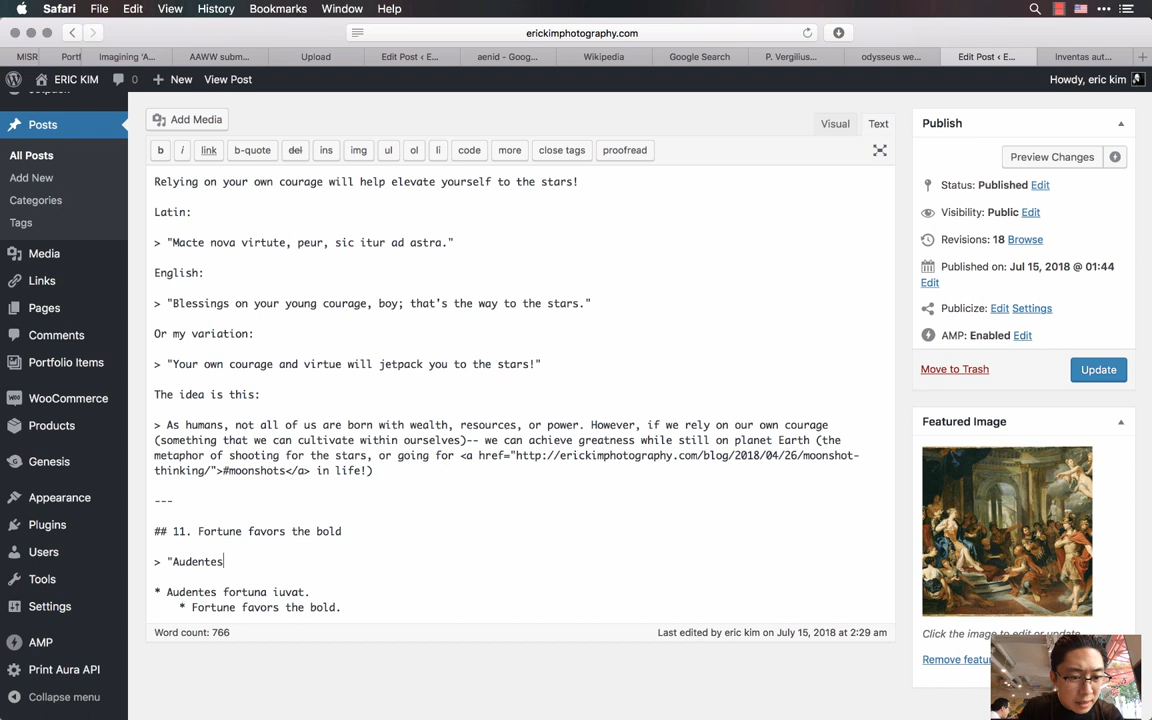 Safari File Edit View History Bookmarks Window Help
erickimphotography.com
MISR Portf Imagining 'A... AAWW subm... Upload Edit Post ‹ E... aenid - Goog... Wikipedia Google Search P. Vergilius... odysseus we... Edit Post ‹ E... Inventas aut...
ERIC KIM 0 + New View Post Howdy, eric kim
Posts
All Posts
Add New
Categories
Tags
Media
Links
Pages
Comments
Portfolio Items
WooCommerce
Products
Genesis
Appearance
Plugins
Users
Tools
Settings
AMP
Print Aura API
Collapse menu
Add Media Visual Text
b i link b-quote del ins img ul ol li code more close tags proofread
Relying on your own courage will help elevate yourself to the stars!
Latin:
> "Macte nova virtute, peur, sic itur ad astra."
English:
> "Blessings on your young courage, boy; that's the way to the stars."
Or my variation:
> "Your own courage and virtue will jetpack you to the stars!"
The idea is this:
> As humans, not all of us are born with wealth, resources, or power. However, if we rely on our own courage
(something that we can cultivate within ourselves)-- we can achieve greatness while still on planet Earth (the
metaphor of shooting for the stars, or going for <a href="http://erickimphotography.com/blog/2018/04/26/moonshot-
thinking/">#moonshots</a> in life!)
---
## 11. Fortune favors the bold
> "Audentes
* Audentes fortuna iuvat.
* Fortune favors the bold.
Word count: 766 Last edited by eric kim on July 15, 2018 at 2:29 am
Publish
Preview Changes
Status: Published Edit
Visibility: Public Edit
Revisions: 18 Browse
Published on: Jul 15, 2018 @ 01:44
Edit
Publicize: Edit Settings
AMP: Enabled Edit
Move to Trash Update
Featured Image
Click the image to edit or update
Remove